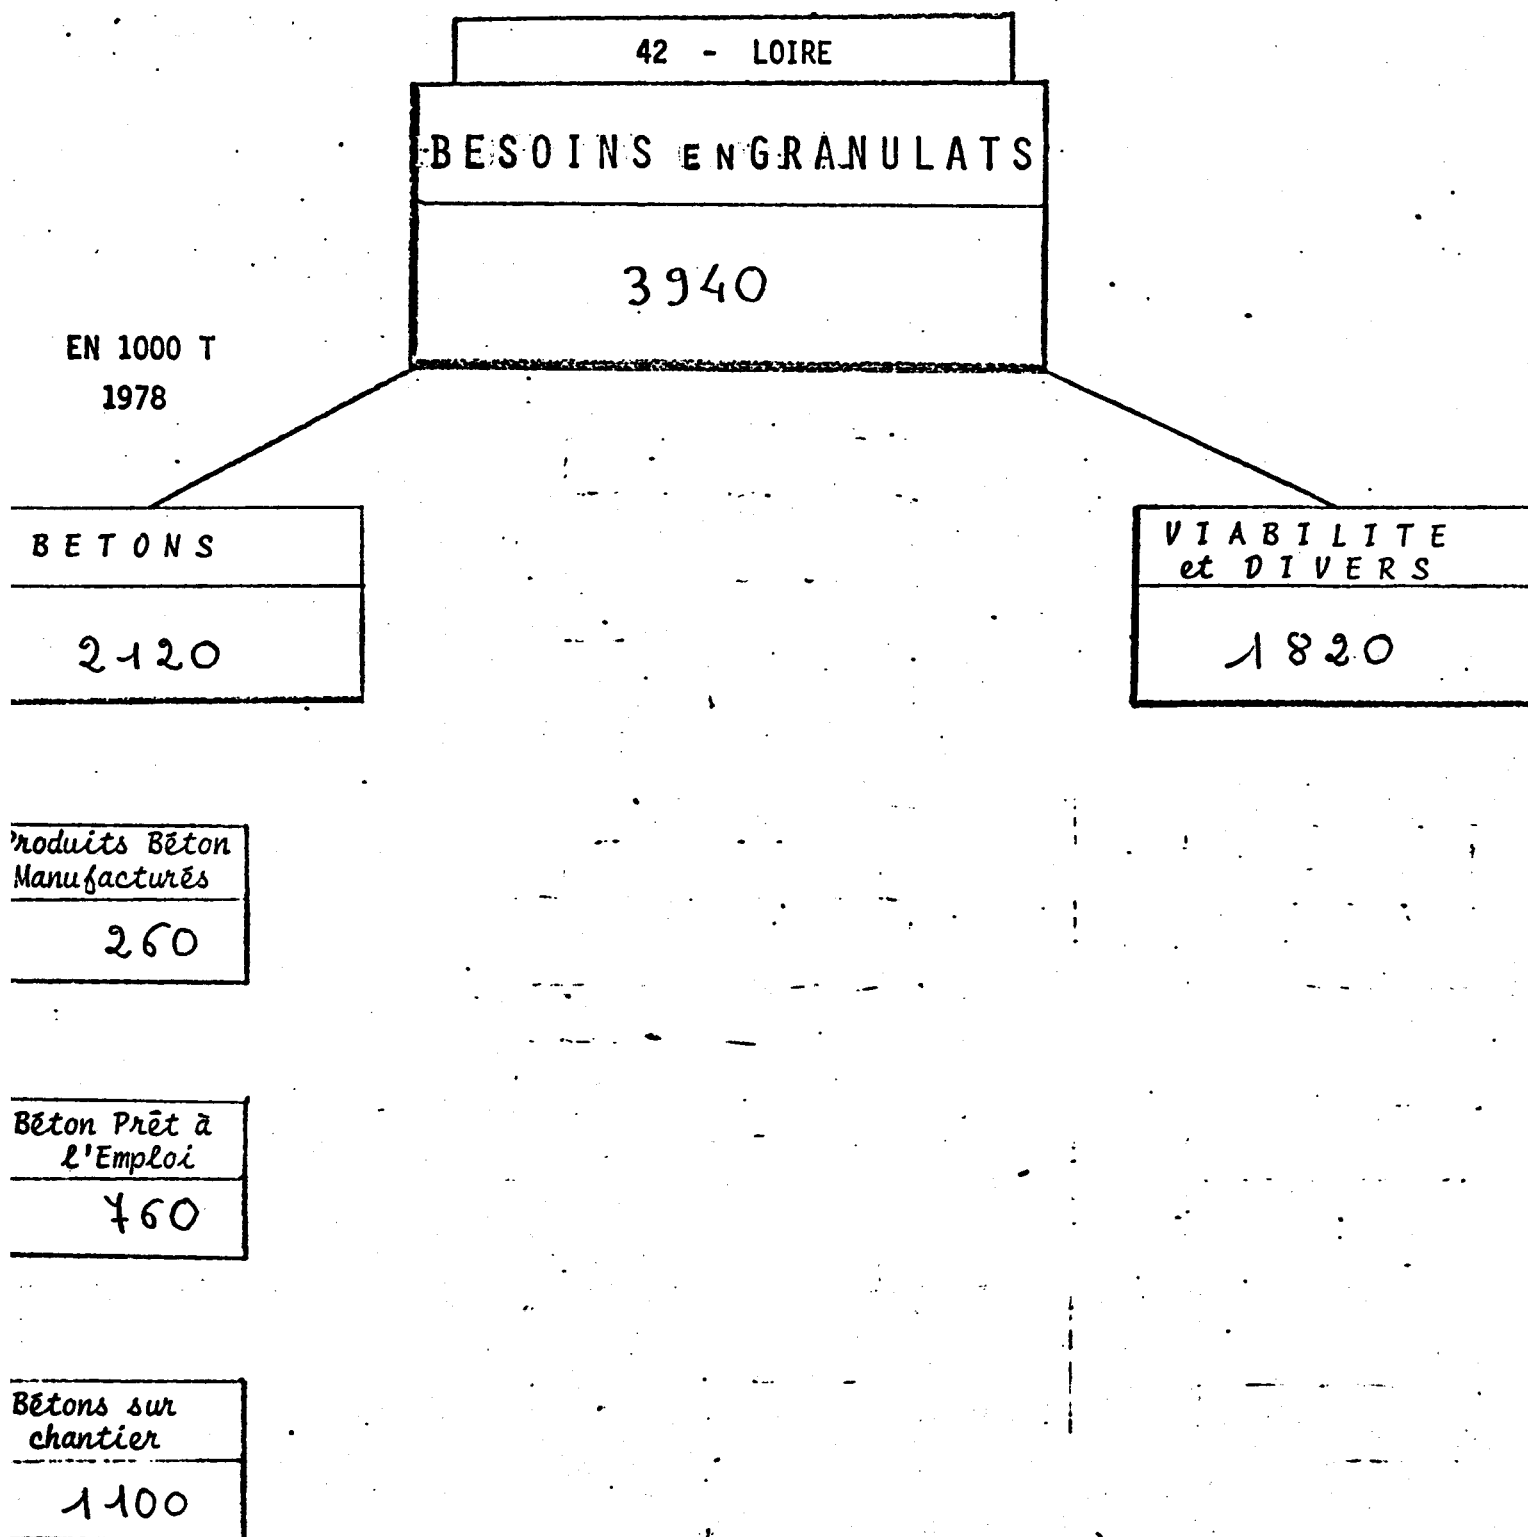 42 - LOIRE
BESOINS EN GRANULATS
3940
EN 1000 T
1978
BETONS
2120
VIABILITE
et DIVERS
1820
Produits Béton
Manufacturés
260
Béton Prêt à
l'Emploi
760
Bétons sur
chantier
1100